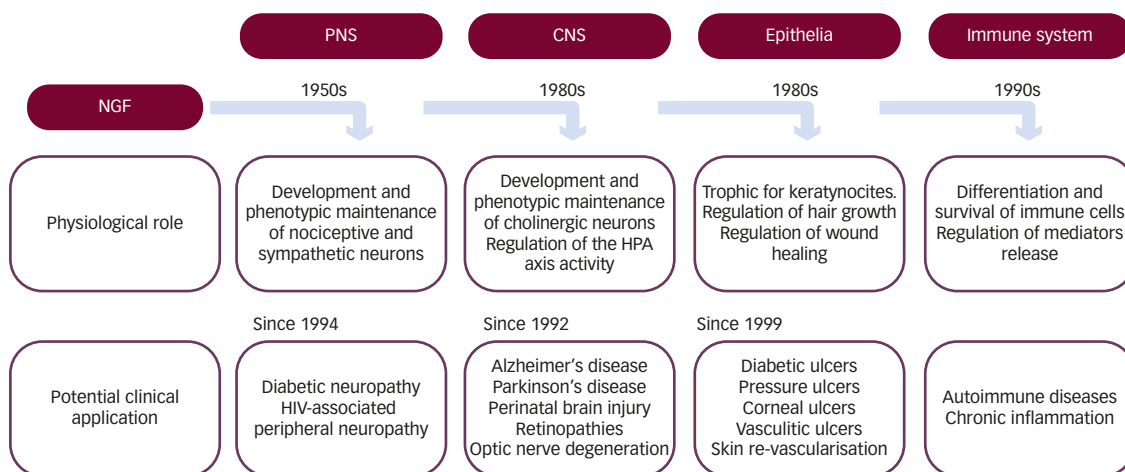 PNS
CNS
Epithelia
Immune system
NGF
1950s
1980s
1980s
1990s
Physiological role
Development and
phenotypic maintenance
of nociceptive and
sympathetic neurons
Development and
phenotypic maintenance
of cholinergic neurons
Regulation of the HPA
axis activity
Trophic for keratynocites.
Regulation of hair growth
Regulation of wound
healing
Differentiation and
survival of immune cells
Regulation of mediators
release
Since 1994
Since 1992
Since 1999
Potential clinical
application
Diabetic neuropathy
HIV-associated
peripheral neuropathy
Alzheimer's disease
Parkinson's disease
Perinatal brain injury
Retinopathies
Optic nerve degeneration
Diabetic ulcers
Pressure ulcers
Corneal ulcers
Vasculitic ulcers
Skin re-vascularisation
Autoimmune diseases
Chronic inflammation